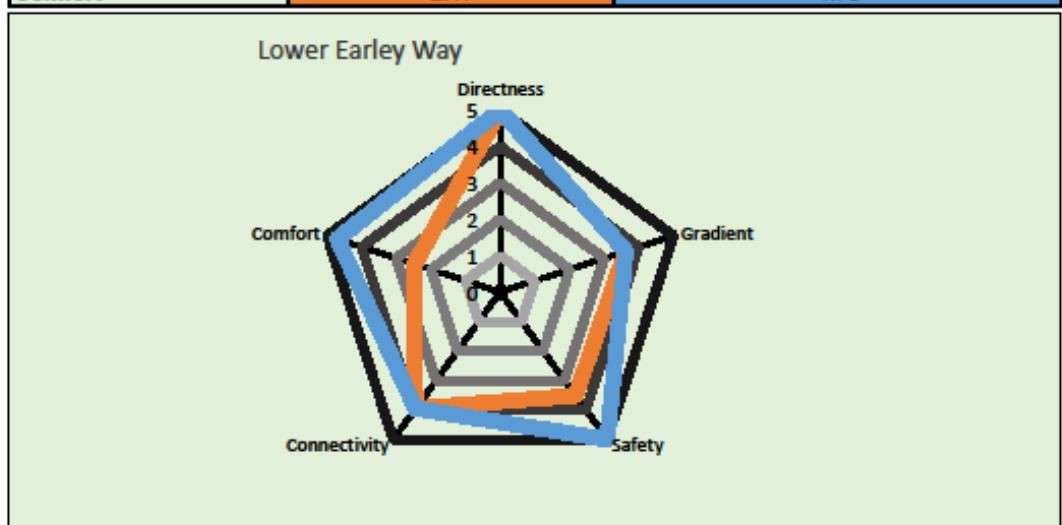 Lower Earley Way
Directness
5
4
3
2
1
0
Comfort
Gradient
Connectivity
Safety